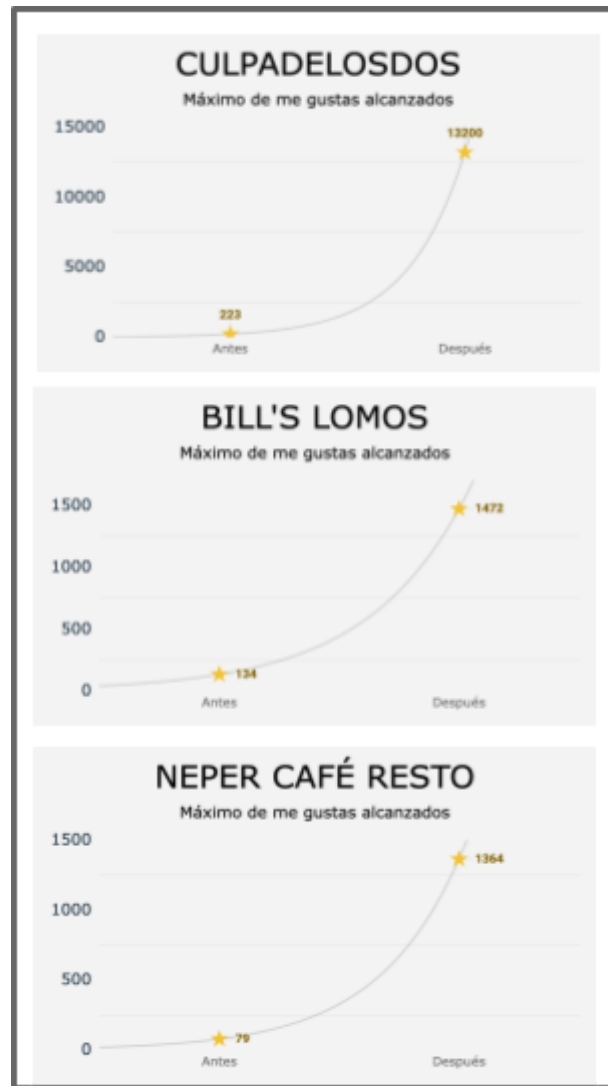 CULPADELOSDOS
Máximo de me gustas alcanzados
15000
13200
10000
5000
223
0
Antes Después
BILL'S LOMOS
Máximo de me gustas alcanzados
1500
1472
1000
500
134
0
Antes Después
NEPER CAFÉ RESTO
Máximo de me gustas alcanzados
1500
1364
1000
500
79
0
Antes Después